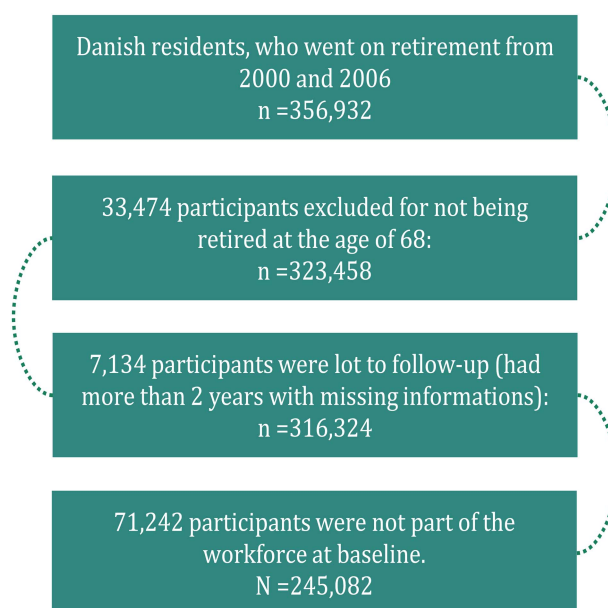 Danish residents, who went on retirement from
2000 and 2006
n =356,932
33,474 participants excluded for not being
retired at the age of 68:
n =323,458
7,134 participants were lot to follow-up (had
more than 2 years with missing informations):
n =316,324
71,242 participants were not part of the
workforce at baseline.
N =245,082